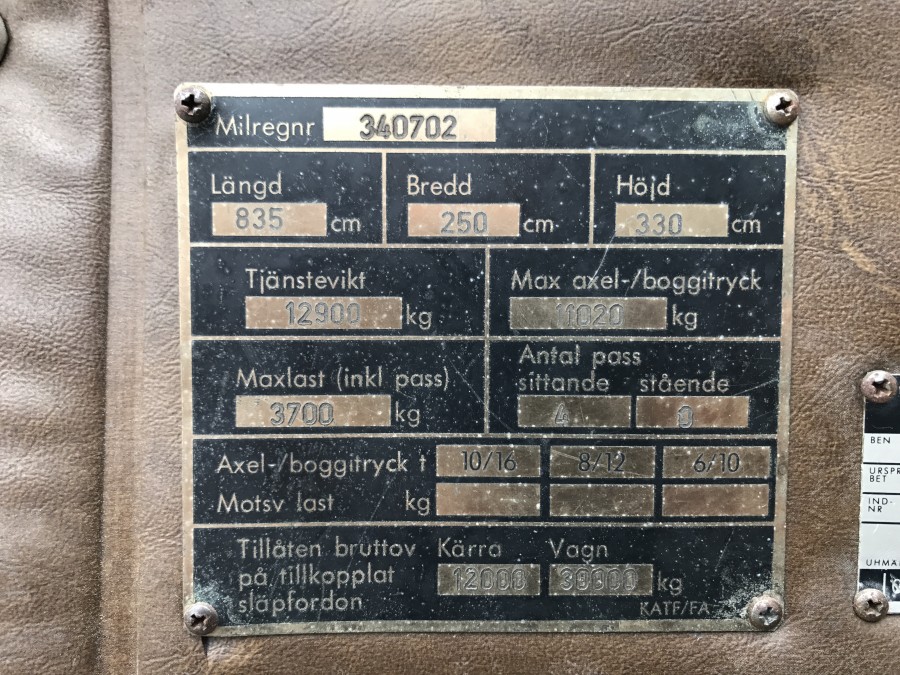 Milregnr 340702
Längd Bredd Höjd
835 cm 250 cm 330 cm
Tjänstevikt Max axel-/boggitryck
12900 kg 11020 kg
Maxlast (inkl pass) Antal pass
sittande stående
3700 kg 4 0
Axel-/boggitryck t 10/16 8/12 6/10
Motsv last kg
Tillåten bruttov Kärra Vagn
på tillkopplat 12000 30000 kg
släpfordon KATF/FA
BEN
URSPR
BET
IND-
NR
UHMÄ